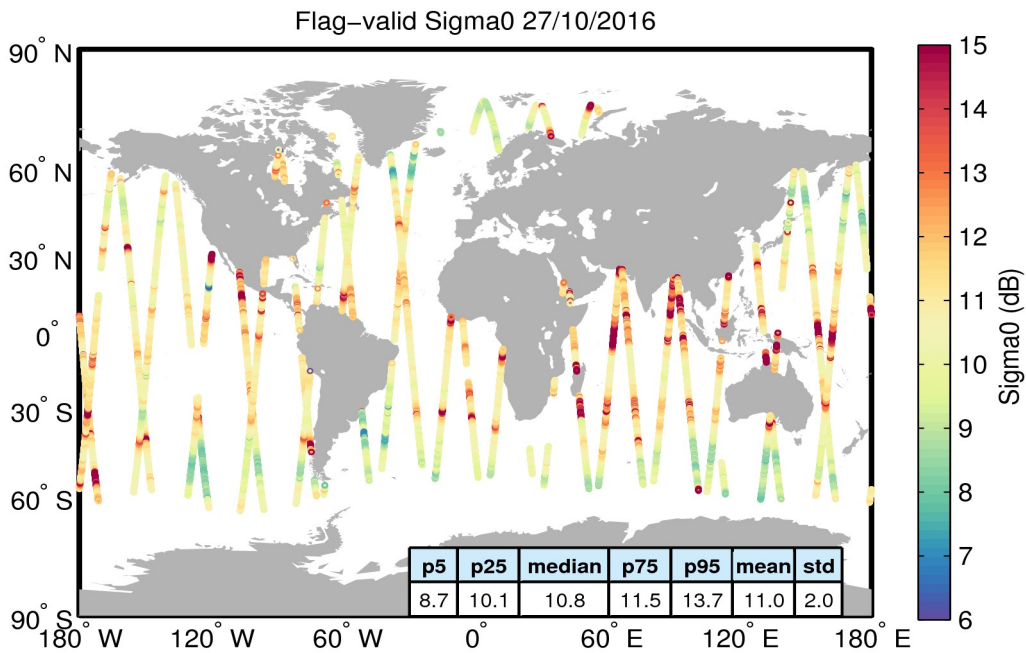 Flag−valid Sigma0 27/10/2016
90° N
60° N
30° N
0°
30° S
60° S
90° S
180° W
120° W
60° W
0°
60° E
120° E
180° E
p5 p25 median p75 p95 mean std
8.7 10.1 10.8 11.5 13.7 11.0 2.0
15
14
13
12
11
10
9
8
7
6
Sigma0 (dB)